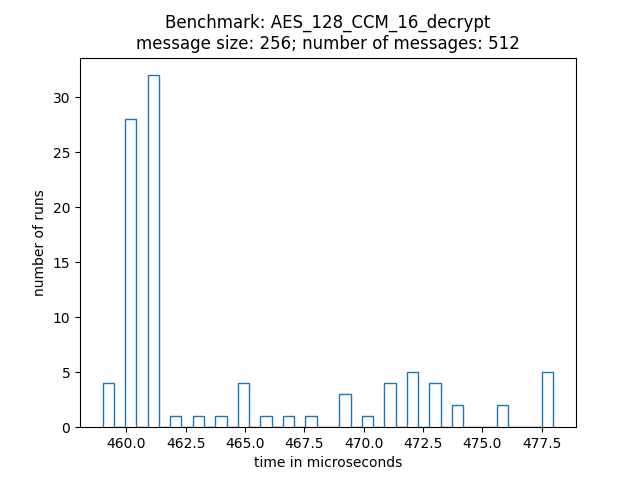 Benchmark: AES_128_CCM_16_decrypt
message size: 256; number of messages: 512
number of runs
30
25
20
15
10
5
0
460.0 462.5 465.0 467.5 470.0 472.5 475.0 477.5
time in microseconds